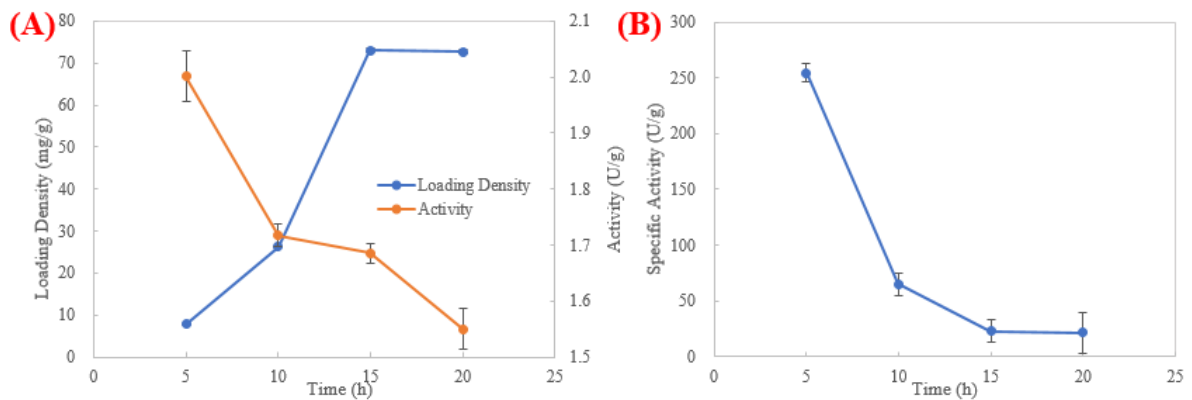 (A)
80
70
60
50
40
30
20
10
0
Loading Density (mg/g)
2.1
2.0
1.9
1.8
1.7
1.6
1.5
Activity (U/g)
Loading Density
Activity
0 5 10 15 20 25
Time (h)
(B)
300
250
200
150
100
50
0
Specific Activity (U/g)
0 5 10 15 20 25
Time (h)